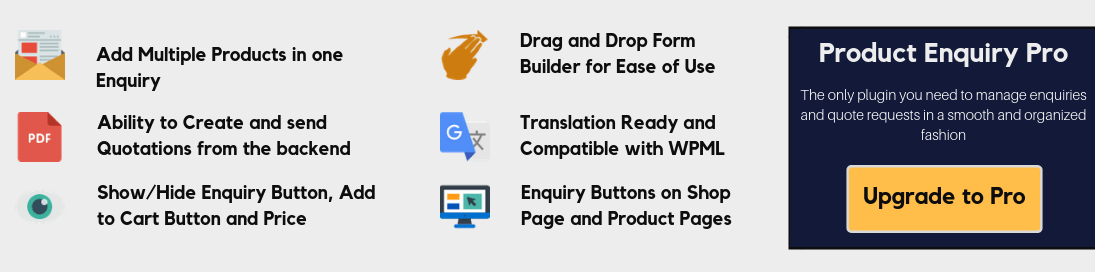 Add Multiple Products in one
Enquiry
PDF
Ability to Create and send
Quotations from the backend
Show/Hide Enquiry Button, Add
to Cart Button and Price
Drag and Drop Form
Builder for Ease of Use
G 文
Translation Ready and
Compatible with WPML
Enquiry Buttons on Shop
Page and Product Pages
Product Enquiry Pro
The only plugin you need to manage enquiries
and quote requests in a smooth and organized
fashion
Upgrade to Pro